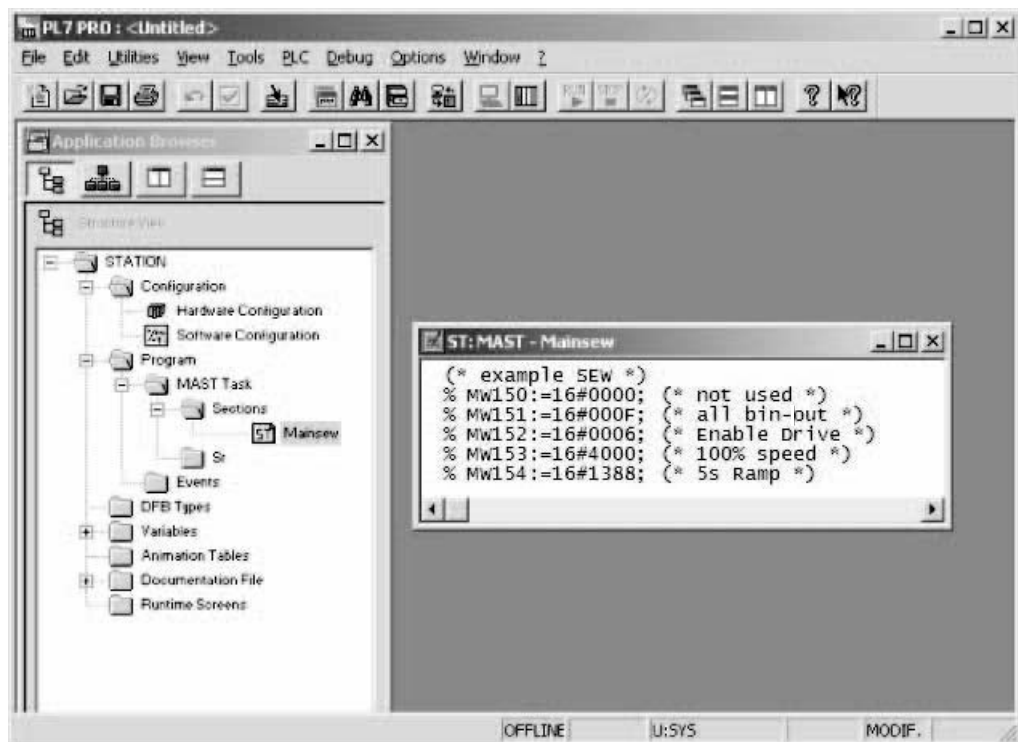 PL7 PRO : <Untitled>
File Edit Utilities View Tools PLC Debug Options Window ?
Application Browser
Structure View
STATION
Configuration
Hardware Configuration
Software Configuration
Program
MAST Task
Sections
ST Mainsew
Sr
Events
DFB Types
Variables
Animation Tables
Documentation File
Runtime Screens
ST: MAST - Mainsew
(* example SEW *)
% MW150:=16#0000; (* not used *)
% MW151:=16#000F; (* all bin-out *)
% MW152:=16#0006; (* Enable Drive *)
% MW153:=16#4000; (* 100% speed *)
% MW154:=16#1388; (* 5s Ramp *)
OFFLINE U:SYS MODIF.